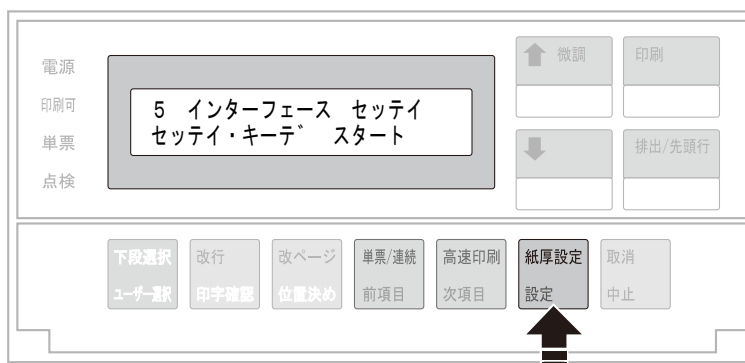 電源
印刷可
単票
点検
5 インターフェース セッテイ
セッテイ・キーデ゛ スタート
微調
印刷
排出/先頭行
下段選択
ユーザー選択
改行
印字確認
改ページ
位置決め
単票/連続
前項目
高速印刷
次項目
紙厚設定
設定
取消
中止